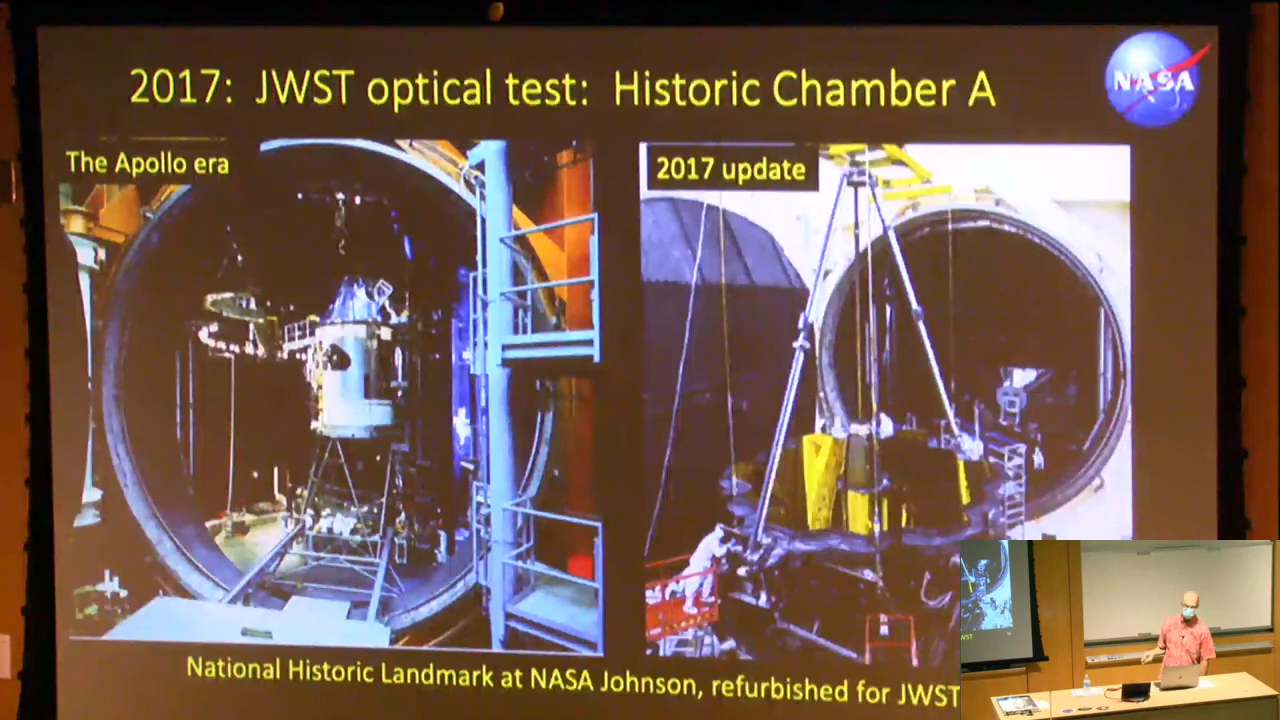 2017: JWST optical test: Historic Chamber A
NASA
The Apollo era
2017 update
National Historic Landmark at NASA Johnson, refurbished for JWST